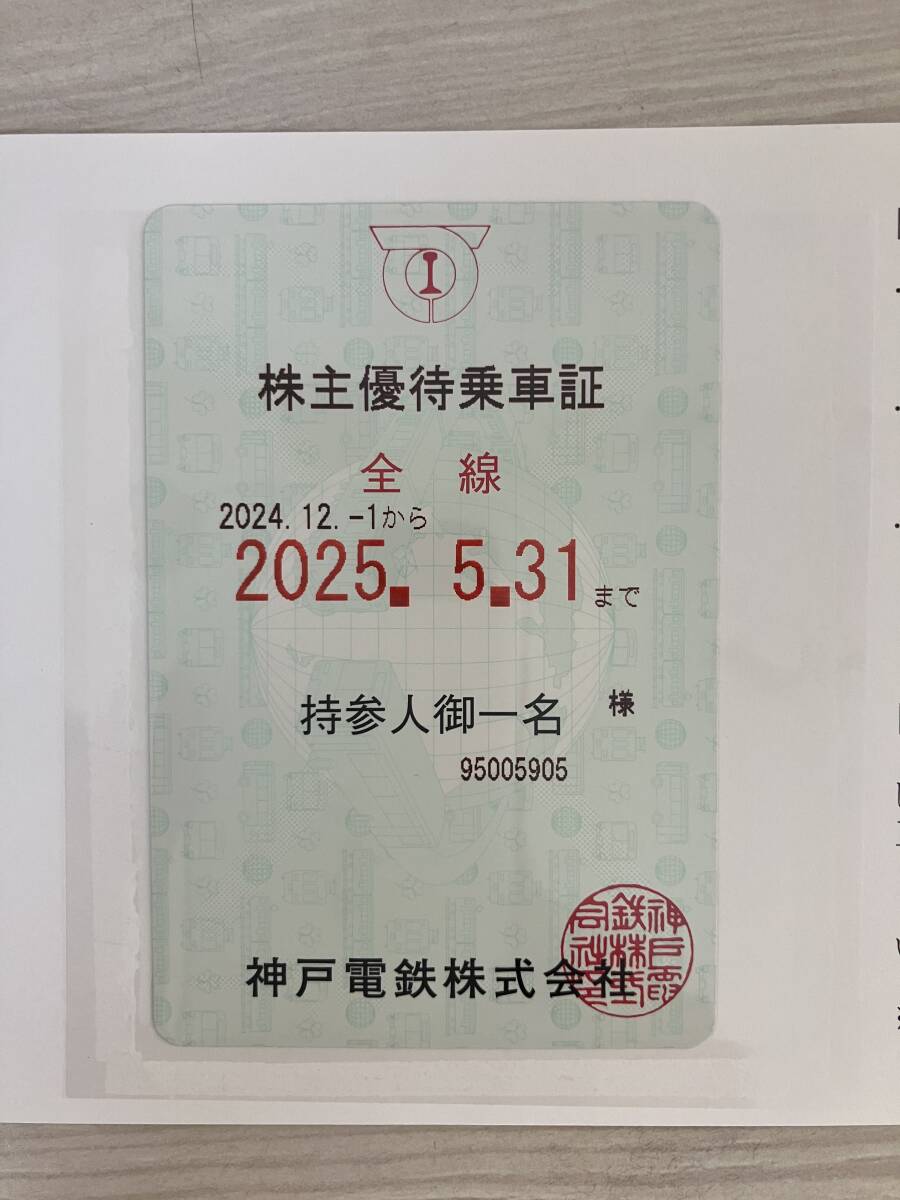 株主優待乗車証
全 線
2024.12.-1から
2025. 5.31まで
持参人御一名 様
95005905
神戸電鉄株式会社